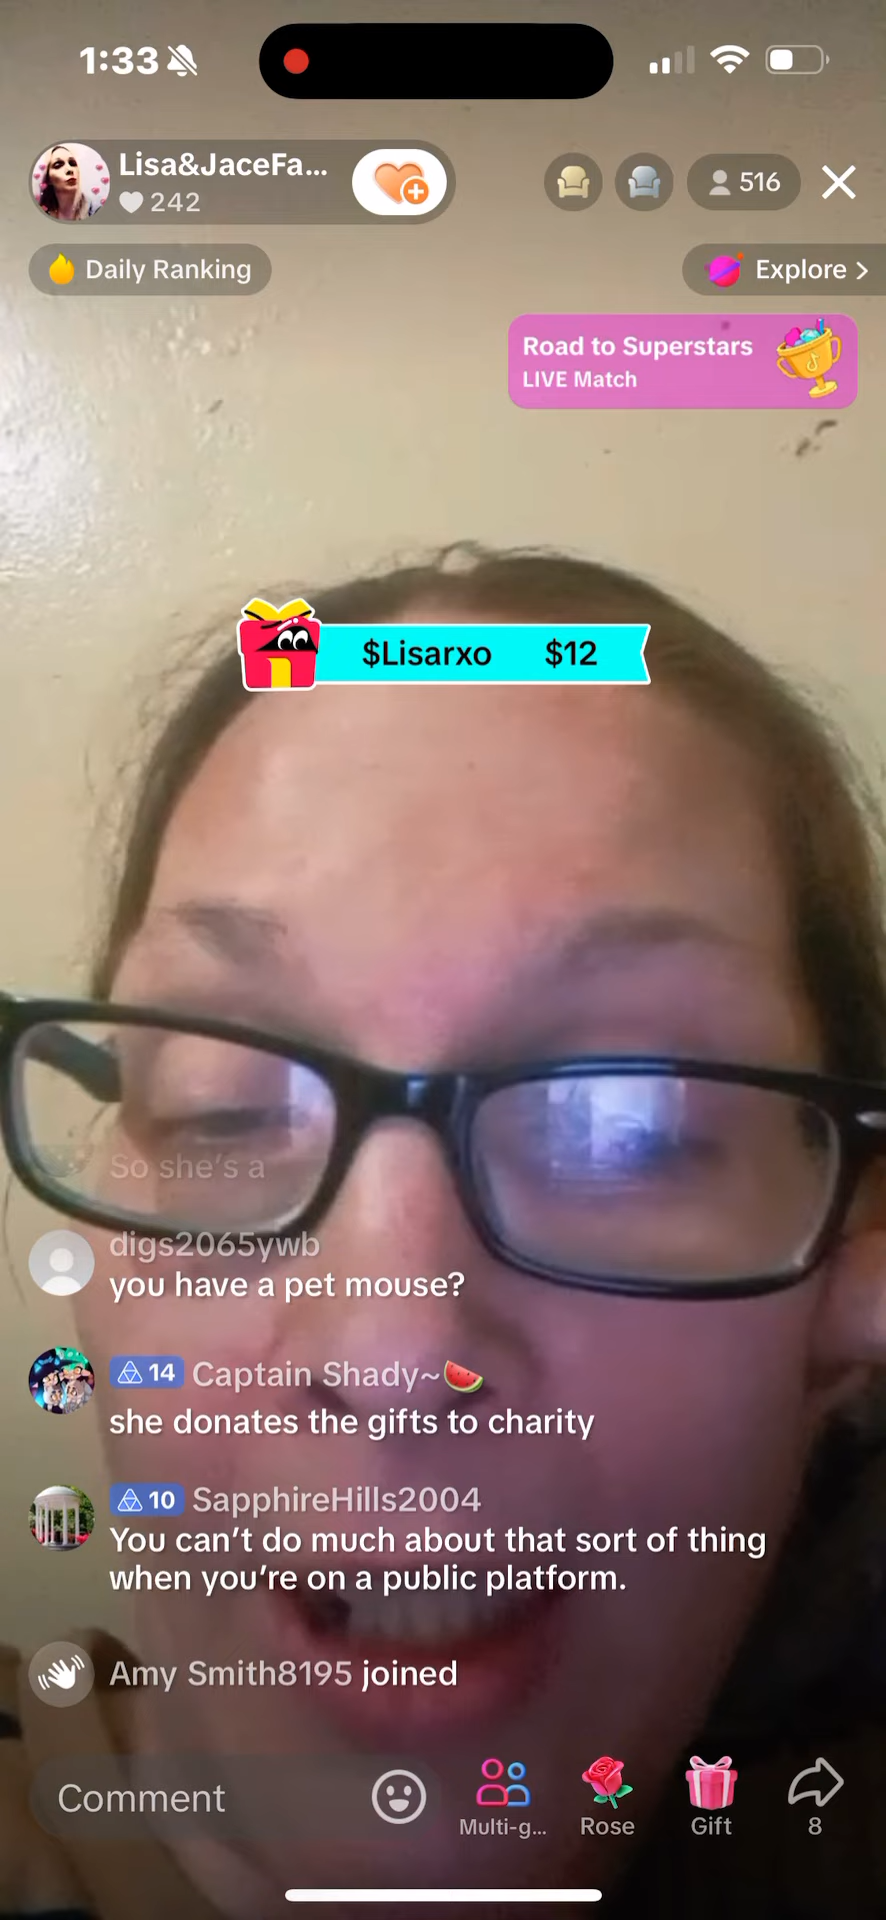 1:33
Lisa&JaceFa...
242
516
Daily Ranking
Explore >
Road to Superstars
LIVE Match
$Lisarxo $12
So she's a
digs2065ywb
you have a pet mouse?
14 Captain Shady~🍉
she donates the gifts to charity
10 SapphireHills2004
You can't do much about that sort of thing
when you're on a public platform.
Amy Smith8195 joined
Comment
Multi-g...
Rose
Gift
8